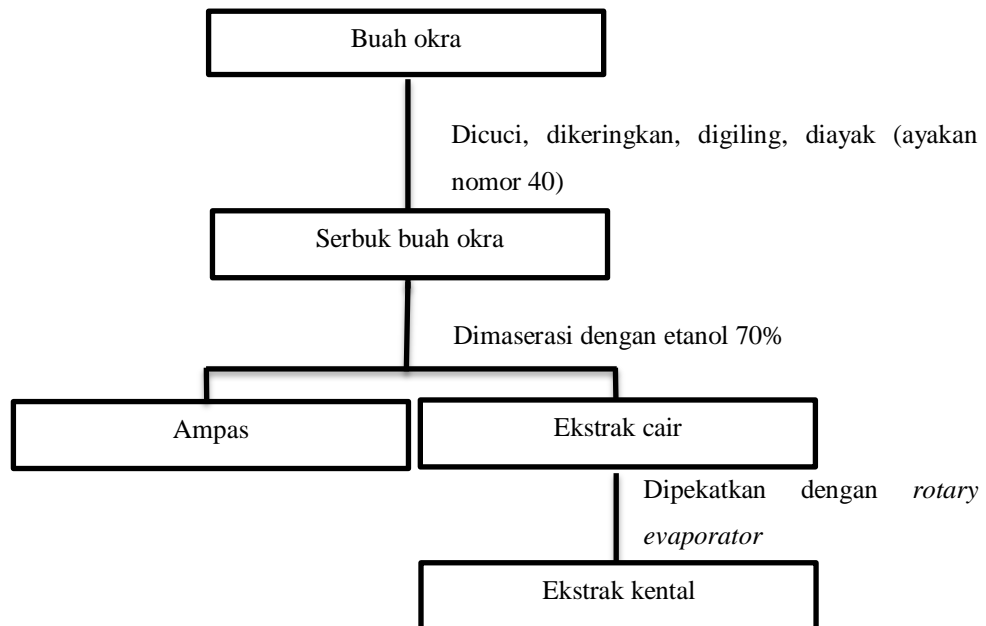 Buah okra
Dicuci, dikeringkan, digiling, diayak (ayakan
nomor 40)
Serbuk buah okra
Dimaserasi dengan etanol 70%
Ampas
Ekstrak cair
Dipekatkan dengan rotary
evaporator
Ekstrak kental